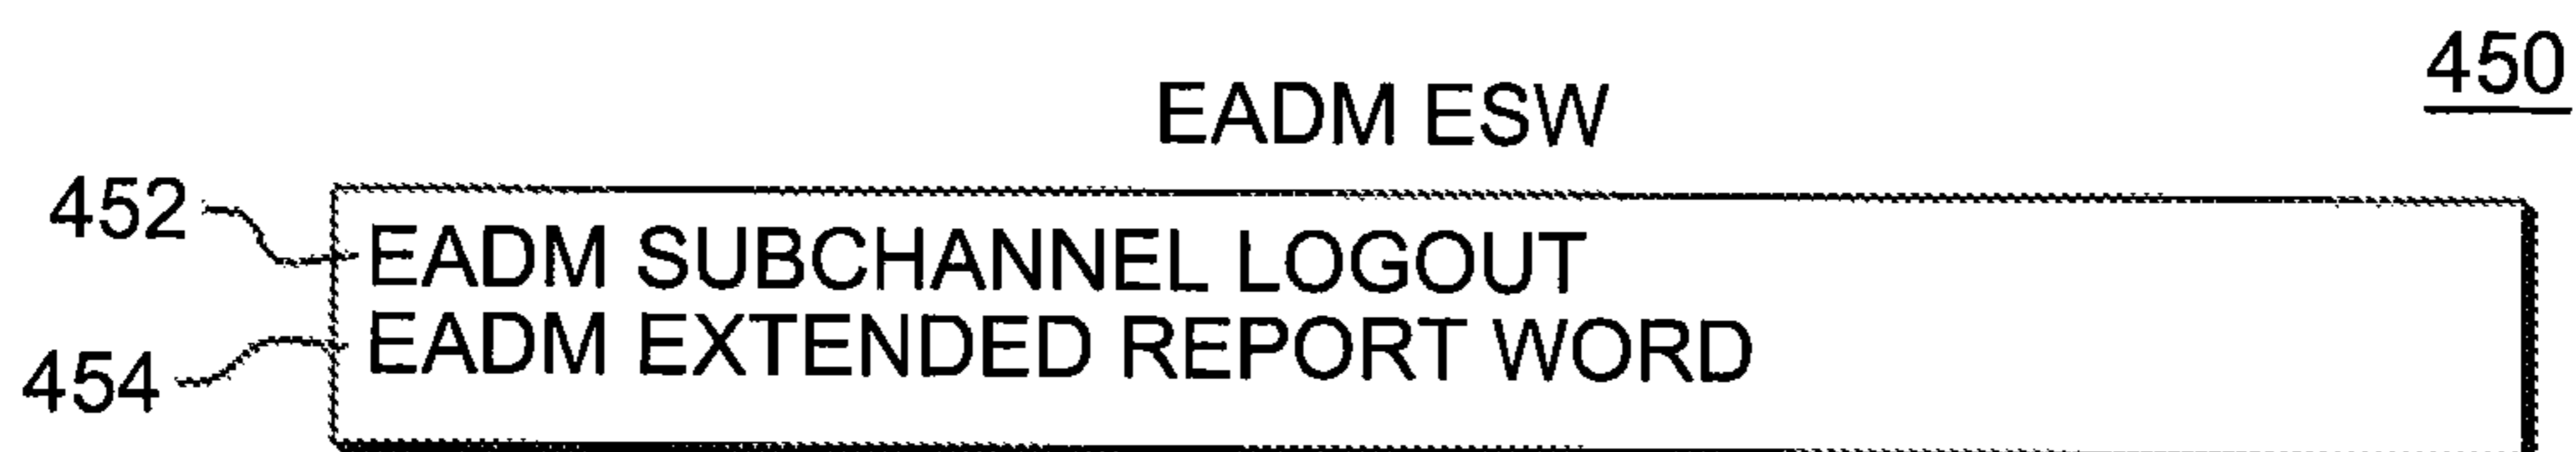 450
EADM ESW
452 EADM SUBCHANNEL LOGOUT
454 EADM EXTENDED REPORT WORD